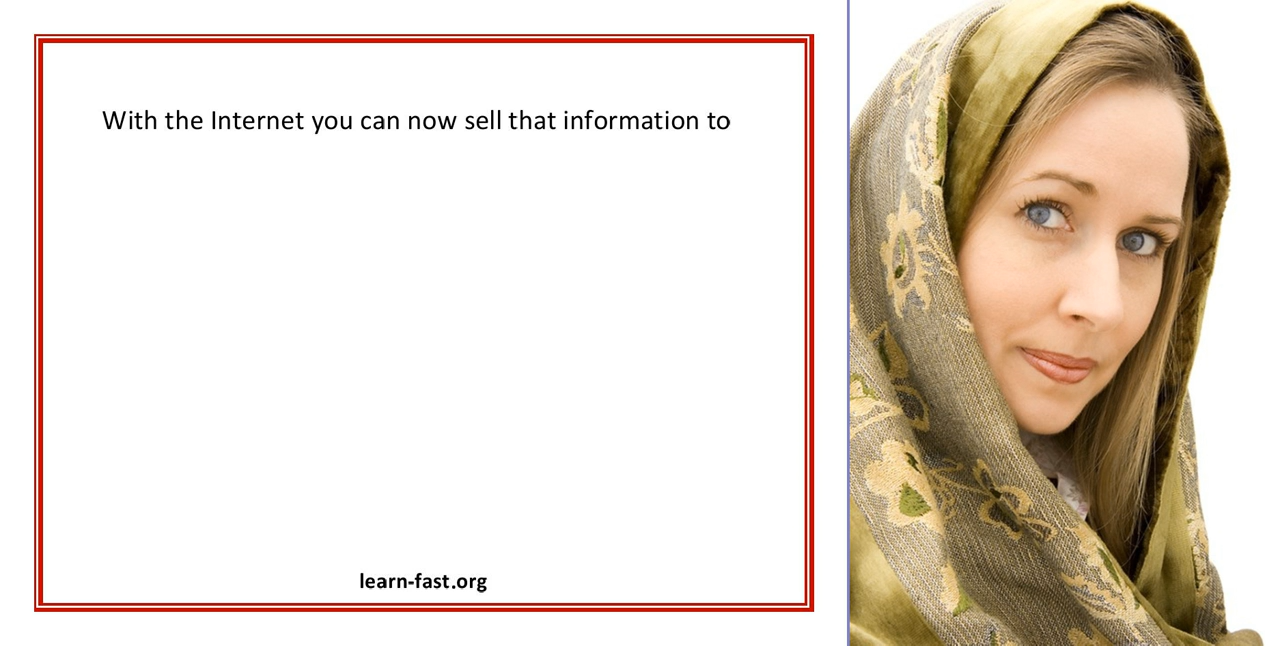 With the Internet you can now sell that information to
learn-fast.org